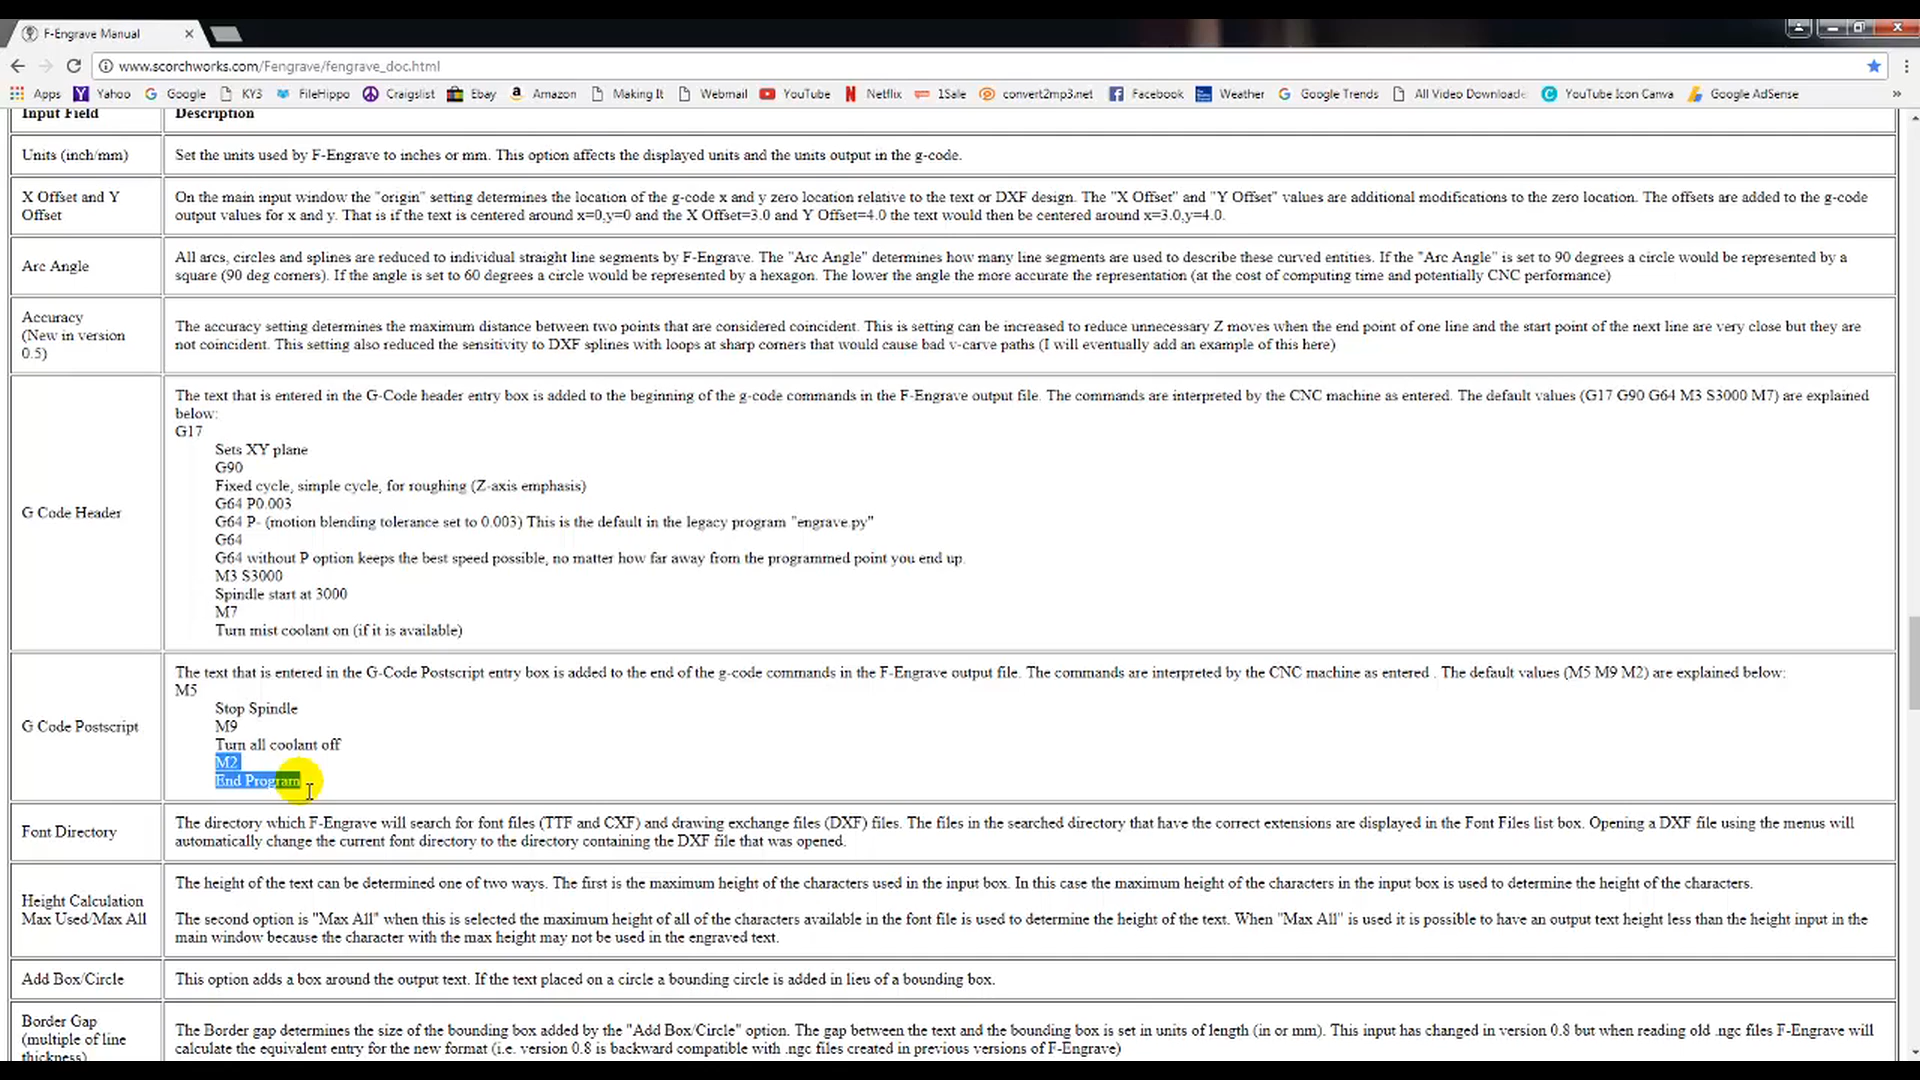 F-Engrave Manual
www.scorchworks.com/Fengrave/fengrave_doc.html
Apps Yahoo Google KY3 FileHippo Craigslist Ebay Amazon Making It Webmail YouTube Netflix 1Sale convert2mp3.net Facebook Weather Google Trends All Video Downloade YouTube Icon Canva Google AdSense »
Input Field Description
Units (inch/mm) Set the units used by F-Engrave to inches or mm. This option affects the displayed units and the units output in the g-code.
X Offset and Y
Offset
On the main input window the "origin" setting determines the location of the g-code x and y zero location relative to the text or DXF design. The "X Offset" and "Y Offset" values are additional modifications to the zero location. The offsets are added to the g-code
output values for x and y. That is if the text is centered around x=0,y=0 and the X Offset=3.0 and Y Offset=4.0 the text would then be centered around x=3.0,y=4.0.
Arc Angle
All arcs, circles and splines are reduced to individual straight line segments by F-Engrave. The "Arc Angle" determines how many line segments are used to describe these curved entities. If the "Arc Angle" is set to 90 degrees a circle would be represented by a
square (90 deg corners). If the angle is set to 60 degrees a circle would be represented by a hexagon. The lower the angle the more accurate the representation (at the cost of computing time and potentially CNC performance)
Accuracy
(New in version
0.5)
The accuracy setting determines the maximum distance between two points that are considered coincident. This is setting can be increased to reduce unnecessary Z moves when the end point of one line and the start point of the next line are very close but they are
not coincident. This setting also reduced the sensitivity to DXF splines with loops at sharp corners that would cause bad v-carve paths (I will eventually add an example of this here)
G Code Header
The text that is entered in the G-Code header entry box is added to the beginning of the g-code commands in the F-Engrave output file. The commands are interpreted by the CNC machine as entered. The default values (G17 G90 G64 M3 S3000 M7) are explained
below:
G17
Sets XY plane
G90
Fixed cycle, simple cycle, for roughing (Z-axis emphasis)
G64 P0.003
G64 P- (motion blending tolerance set to 0.003) This is the default in the legacy program "engrave.py"
G64
G64 without P option keeps the best speed possible, no matter how far away from the programmed point you end up.
M3 S3000
Spindle start at 3000
M7
Turn mist coolant on (if it is available)
G Code Postscript
The text that is entered in the G-Code Postscript entry box is added to the end of the g-code commands in the F-Engrave output file. The commands are interpreted by the CNC machine as entered . The default values (M5 M9 M2) are explained below:
M5
Stop Spindle
M9
Turn all coolant off
M2
End Program
Font Directory
The directory which F-Engrave will search for font files (TTF and CXF) and drawing exchange files (DXF) files. The files in the searched directory that have the correct extensions are displayed in the Font Files list box. Opening a DXF file using the menus will
automatically change the current font directory to the directory containing the DXF file that was opened.
Height Calculation
Max Used/Max All
The height of the text can be determined one of two ways. The first is the maximum height of the characters used in the input box. In this case the maximum height of the characters in the input box is used to determine the height of the characters.
The second option is "Max All" when this is selected the maximum height of all of the characters available in the font file is used to determine the height of the text. When "Max All" is used it is possible to have an output text height less than the height input in the
main window because the character with the max height may not be used in the engraved text.
Add Box/Circle This option adds a box around the output text. If the text placed on a circle a bounding circle is added in lieu of a bounding box.
Border Gap
(multiple of line
thickness)
The Border gap determines the size of the bounding box added by the "Add Box/Circle" option. The gap between the text and the bounding box is set in units of length (in or mm). This input has changed in version 0.8 but when reading old .ngc files F-Engrave will
calculate the equivalent entry for the new format (i.e. version 0.8 is backward compatible with .ngc files created in previous versions of F-Engrave)